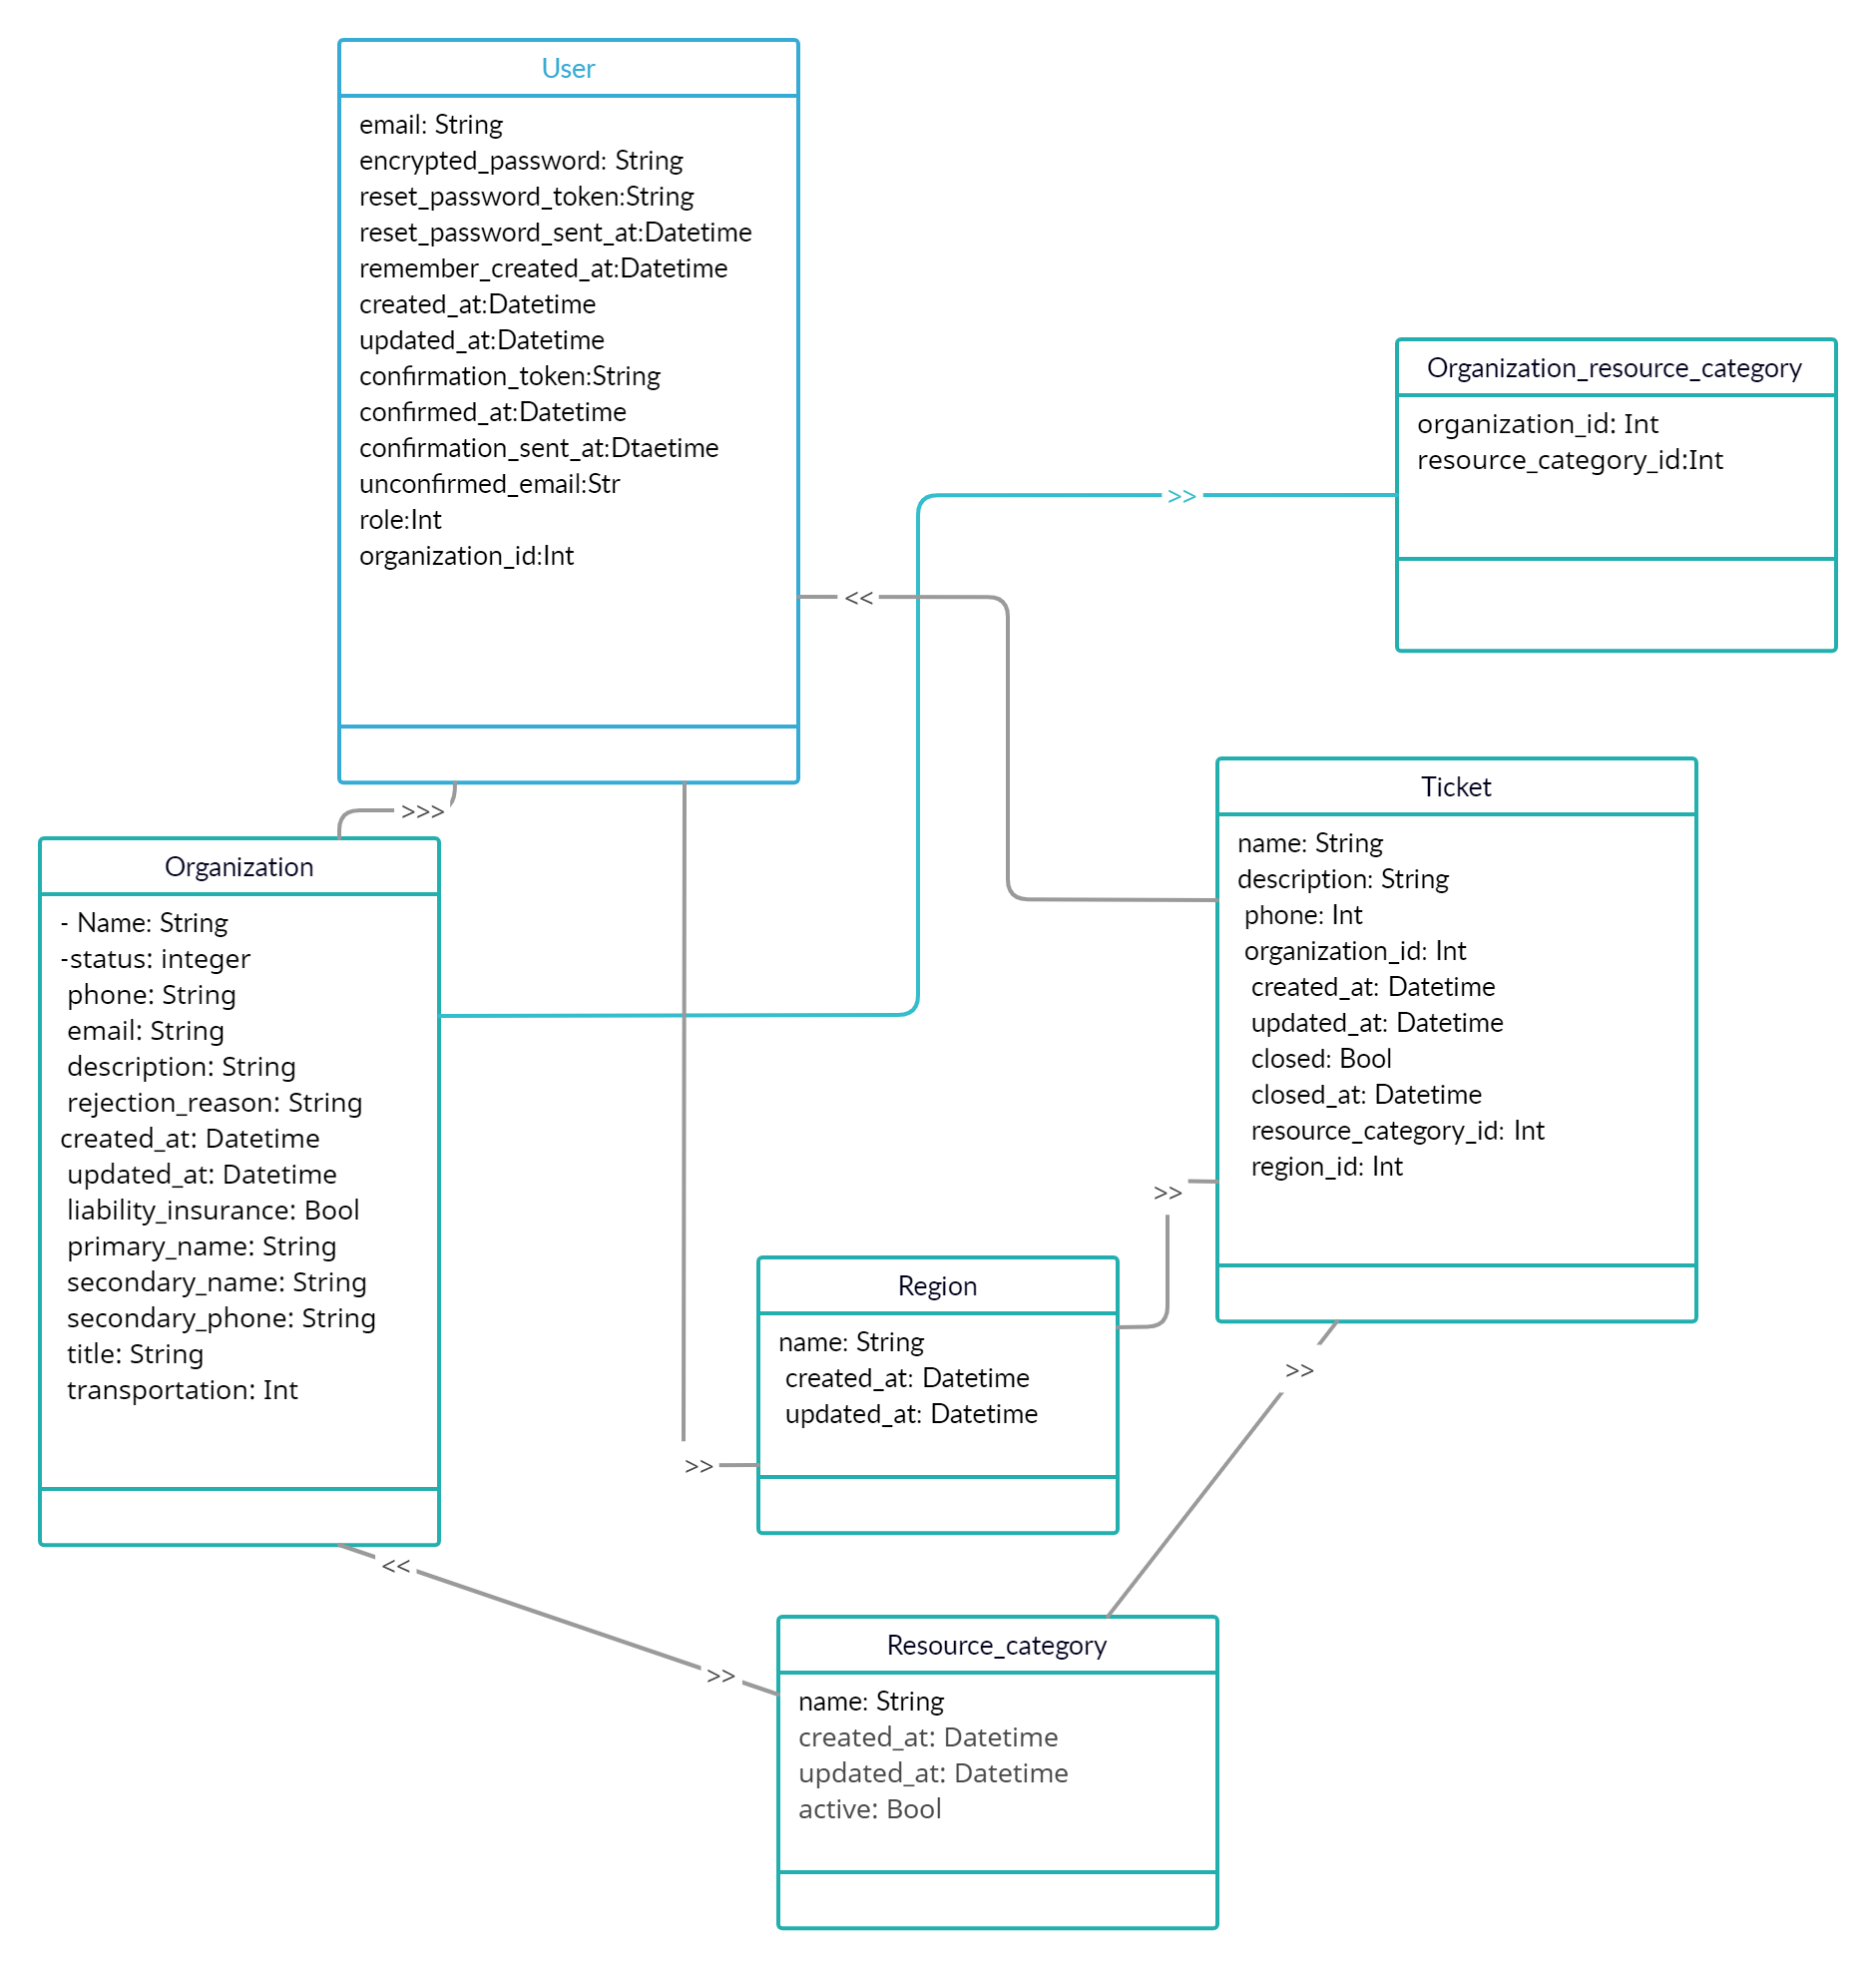 User
email: String
encrypted_password: String
reset_password_token:String
reset_password_sent_at:Datetime
remember_created_at:Datetime
created_at:Datetime
updated_at:Datetime
confirmation_token:String
confirmed_at:Datetime
confirmation_sent_at:Dtaetime
unconfirmed_email:Str
role:Int
organization_id:Int
Organization_resource_category
organization_id: Int
resource_category_id:Int
>>
<<
>>>
Organization
- Name: String
-status: integer
phone: String
email: String
description: String
rejection_reason: String
created_at: Datetime
updated_at: Datetime
liability_insurance: Bool
primary_name: String
secondary_name: String
secondary_phone: String
title: String
transportation: Int
Ticket
name: String
description: String
phone: Int
organization_id: Int
created_at: Datetime
updated_at: Datetime
closed: Bool
closed_at: Datetime
resource_category_id: Int
region_id: Int
>>
Region
name: String
created_at: Datetime
updated_at: Datetime
>>
>>
<<
>>
Resource_category
name: String
created_at: Datetime
updated_at: Datetime
active: Bool